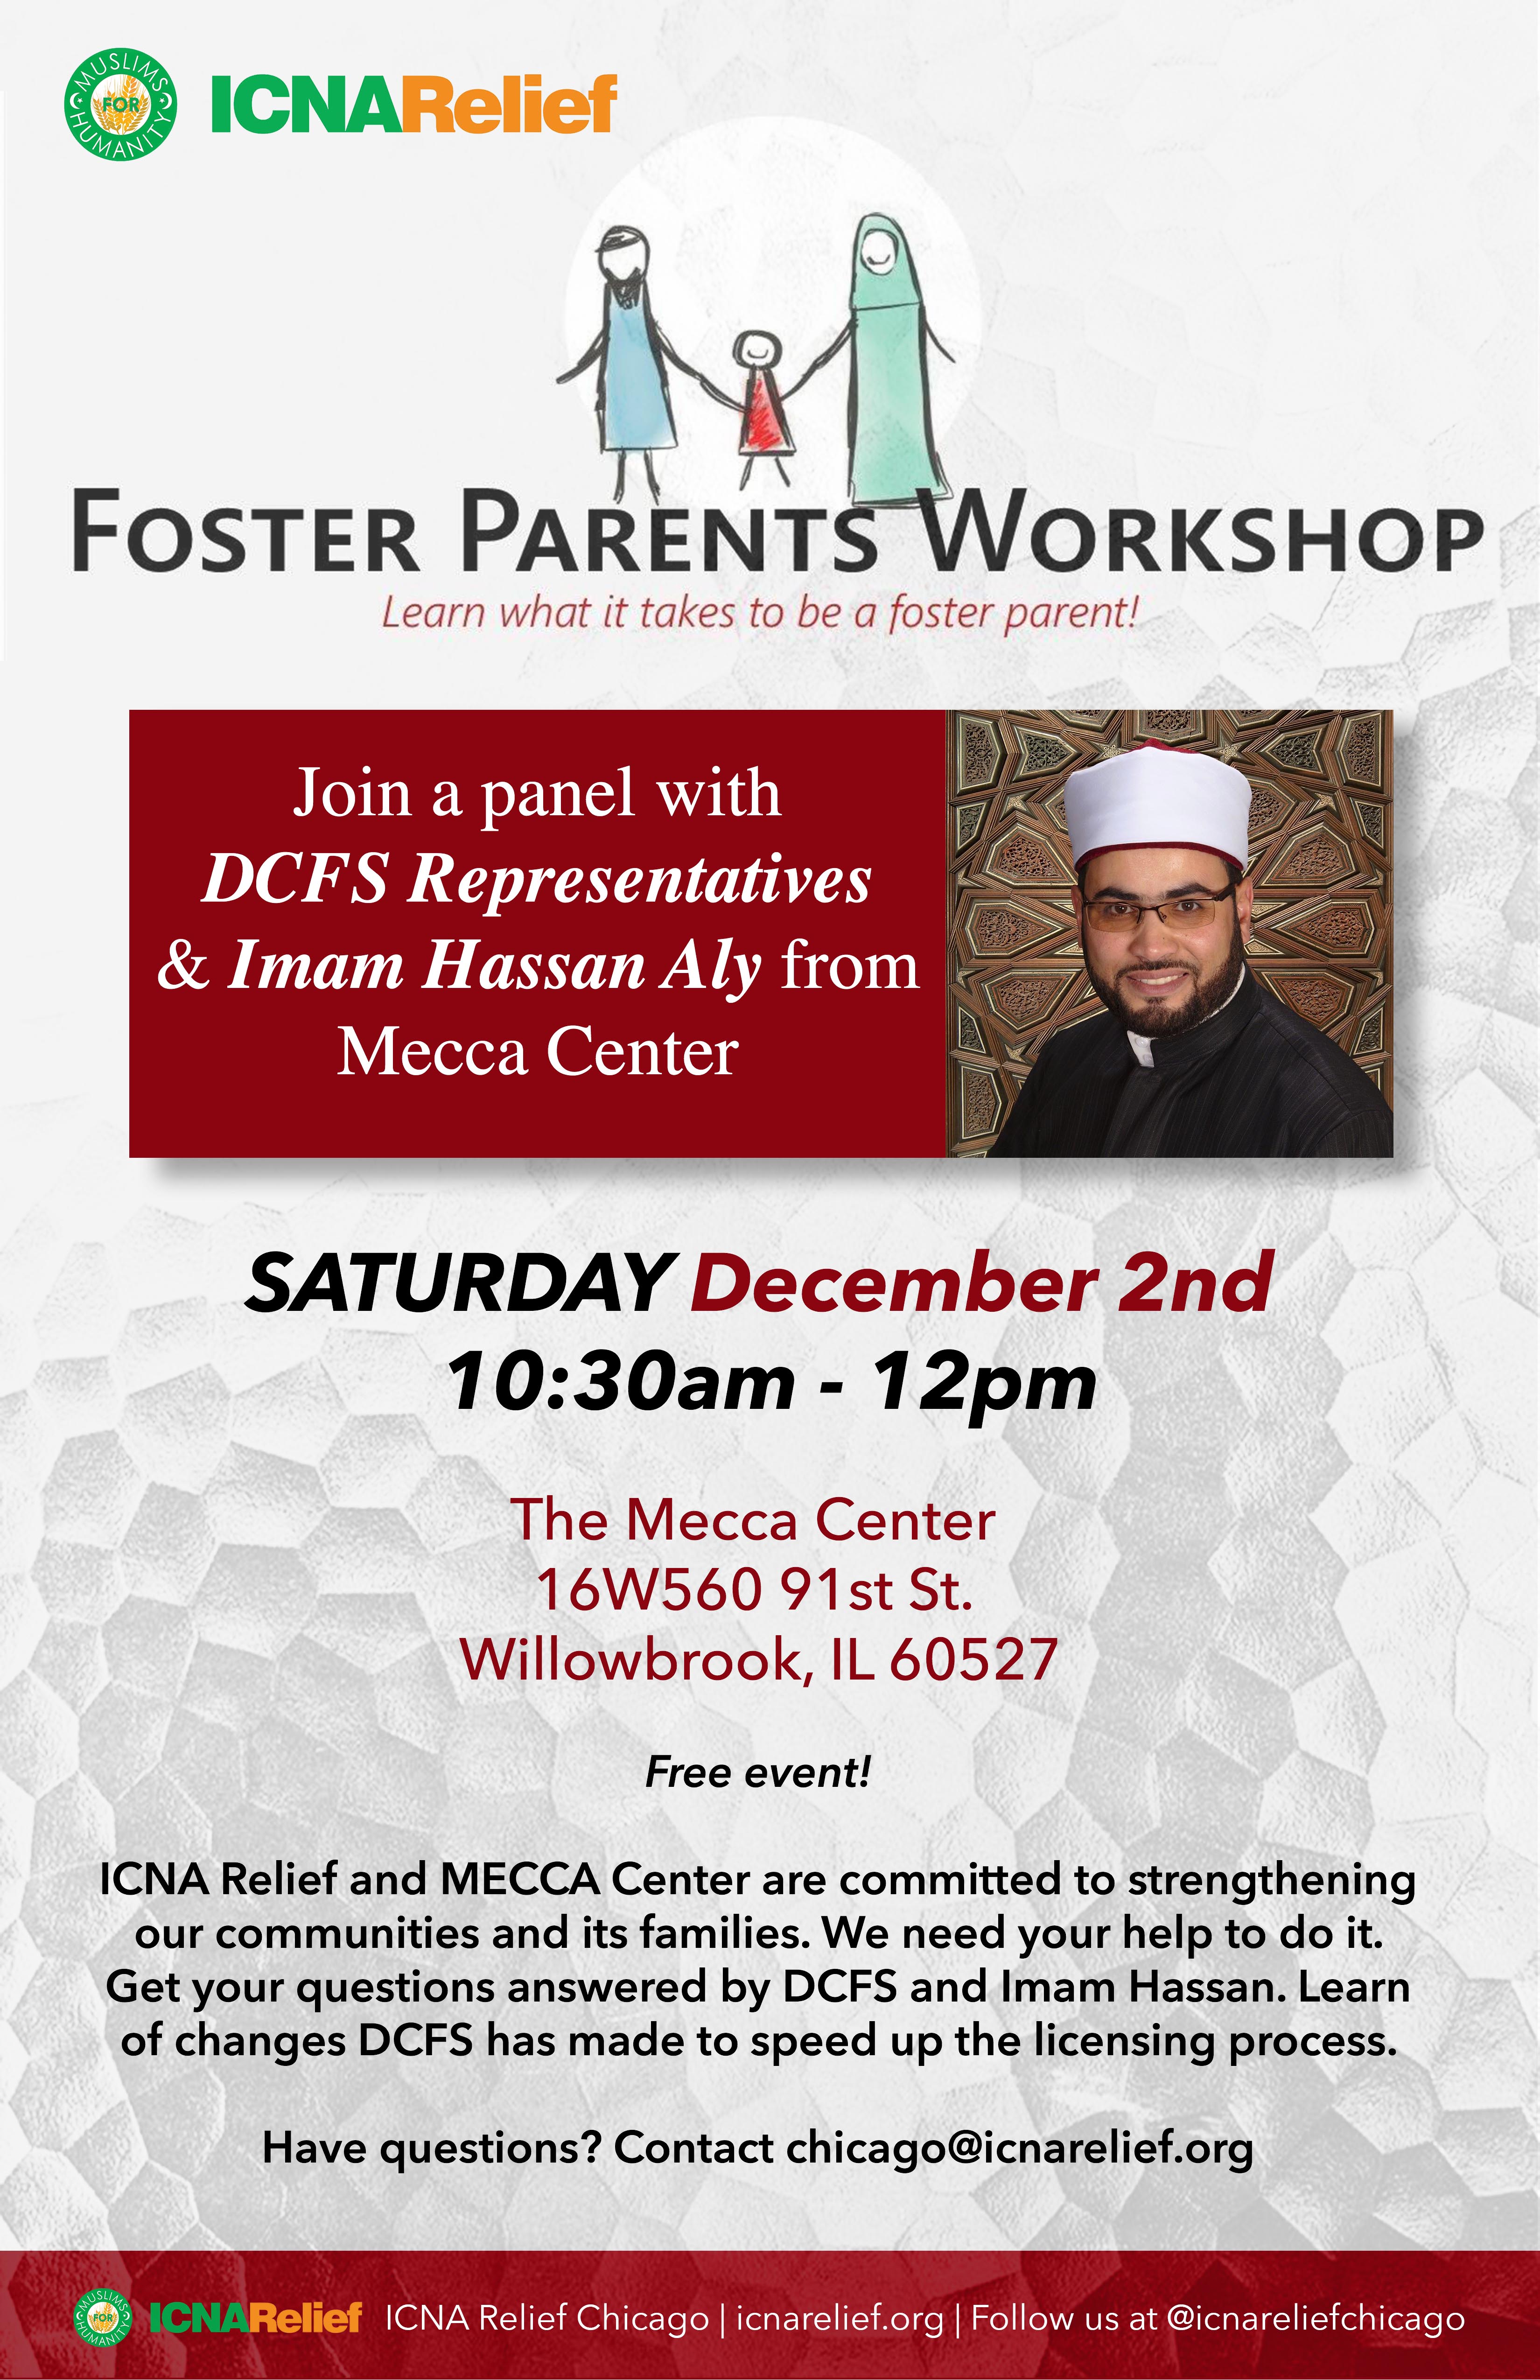 MUSLIMS FOR HUMANITY
ICNARelief
FOSTER PARENTS WORKSHOP
Learn what it takes to be a foster parent!
Join a panel with
DCFS Representatives
& Imam Hassan Aly from
Mecca Center
SATURDAY December 2nd
10:30am - 12pm
The Mecca Center
16W560 91st St.
Willowbrook, IL 60527
Free event!
ICNA Relief and MECCA Center are committed to strengthening
our communities and its families. We need your help to do it.
Get your questions answered by DCFS and Imam Hassan. Learn
of changes DCFS has made to speed up the licensing process.
Have questions? Contact chicago@icnarelief.org
MUSLIMS FOR HUMANITY
ICNARelief ICNA Relief Chicago | icnarelief.org | Follow us at @icnareliefchicago